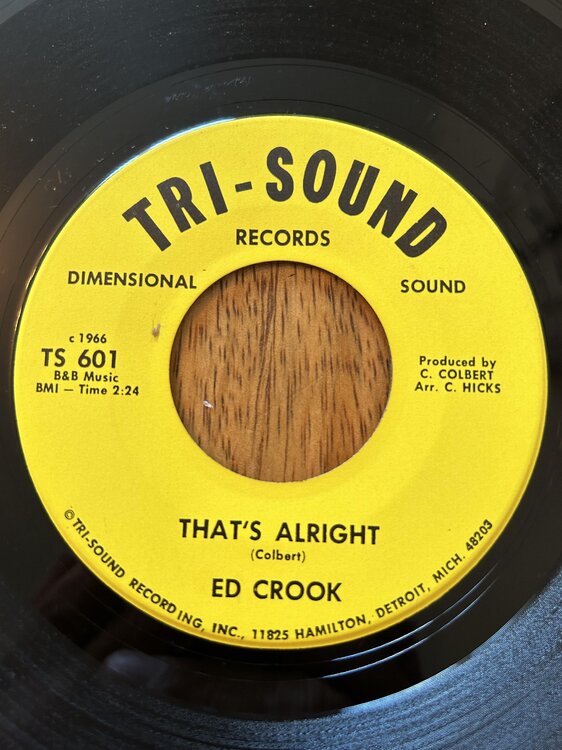 TRI-SOUND
RECORDS
DIMENSIONAL SOUND
c 1966
TS 601
B&B Music
BMI — Time 2:24
Produced by
C. COLBERT
Arr. C. HICKS
THAT'S ALRIGHT
(Colbert)
ED CROOK
©TRI-SOUND RECORDING, INC., 11825 HAMILTON, DETROIT, MICH. 48203